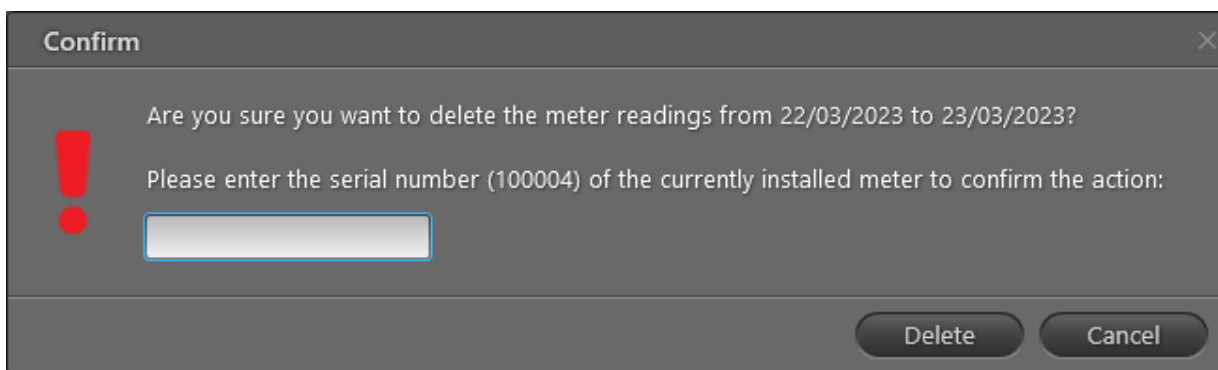 Confirm
Are you sure you want to delete the meter readings from 22/03/2023 to 23/03/2023?
Please enter the serial number (100004) of the currently installed meter to confirm the action:
Delete
Cancel